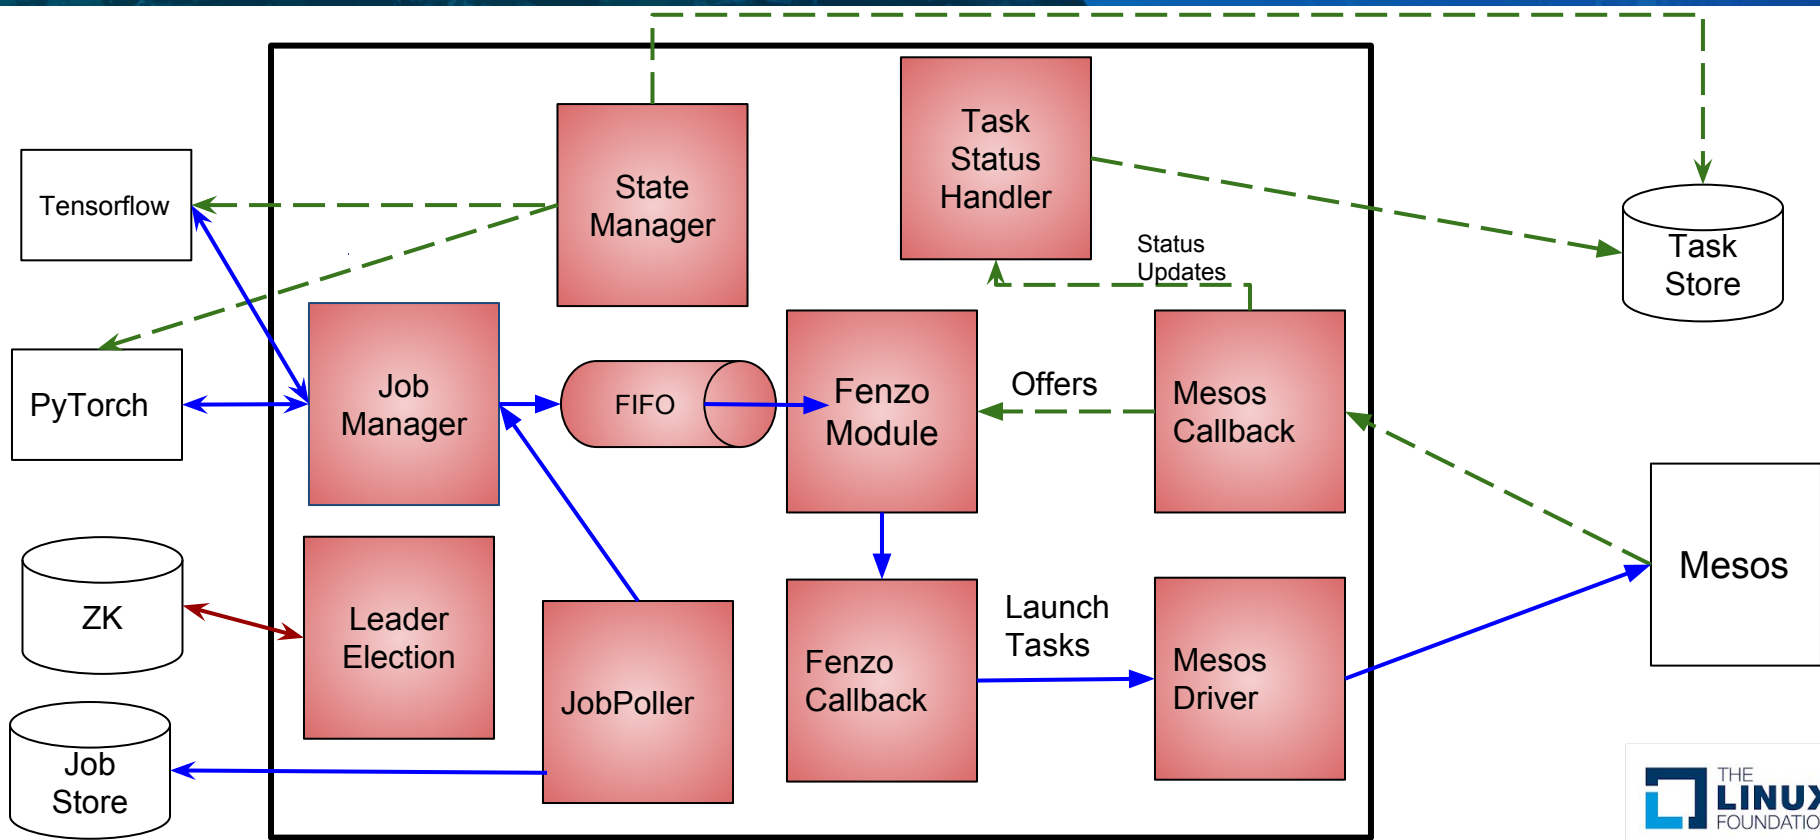 Task
Status
Handler
State
Manager
Tensorflow
Status
Updates
Task
Store
PyTorch
Job
Manager
FIFO
Fenzo
Module
Offers
Mesos
Callback
Mesos
ZK
Leader
Election
JobPoller
Fenzo
Callback
Launch
Tasks
Mesos
Driver
Job
Store
THE
LINUX
FOUNDATION